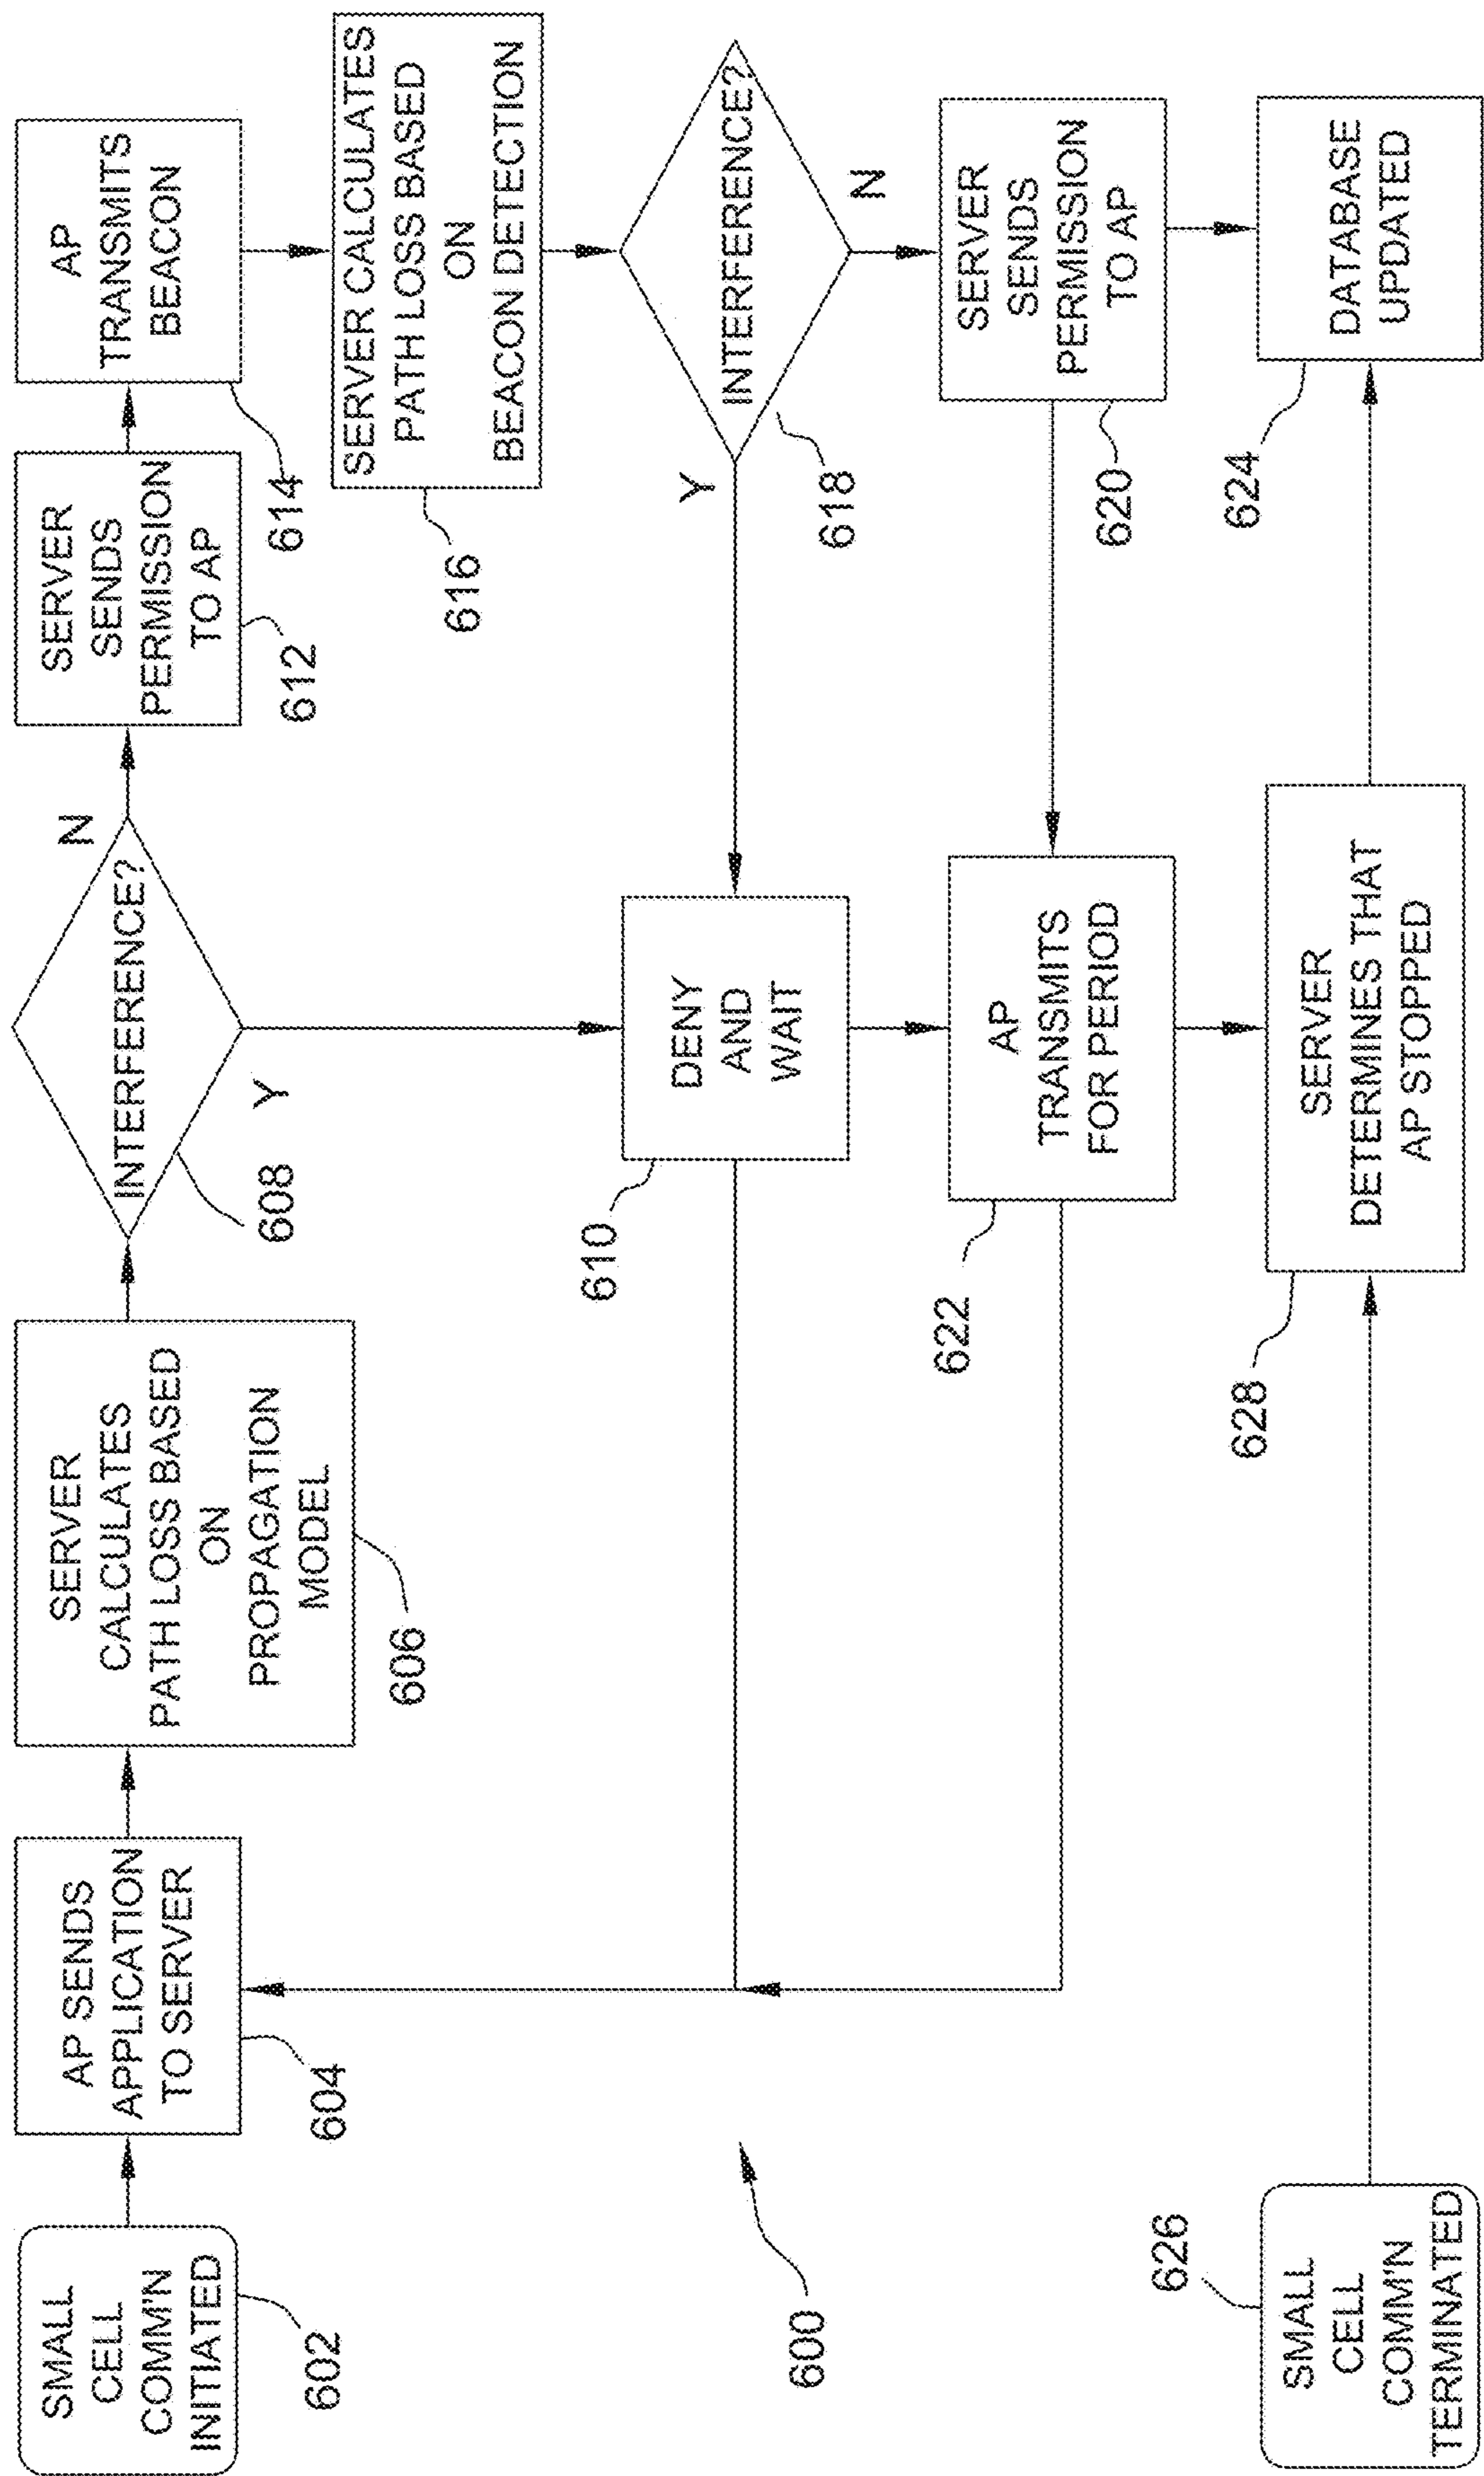 SMALL
CELL
COMM'N
INITIATED
602
AP SENDS
APPLICATION
TO SERVER
604
SERVER
CALCULATES
PATH LOSS BASED
ON
PROPAGATION
MODEL
606
INTERFERENCE?
608
N
Y
SERVER
SENDS
PERMISSION
TO AP
612
AP
TRANSMITS
BEACON
614
SERVER CALCULATES
PATH LOSS BASED
ON
BEACON DETECTION
616
INTERFERENCE?
618
Y
N
DENY
AND
WAIT
610
SERVER
SENDS
PERMISSION
TO AP
620
AP
TRANSMITS
FOR PERIOD
622
DATABASE
UPDATED
624
600
SMALL
CELL
COMM'N
TERMINATED
626
SERVER
DETERMINES THAT
AP STOPPED
628